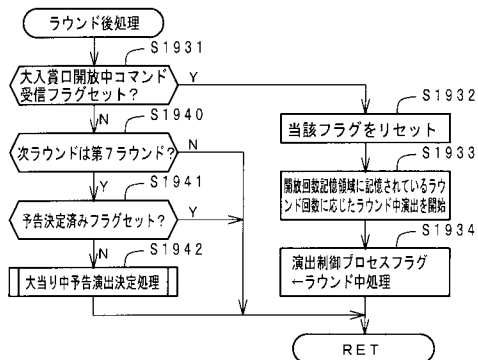 ラウンド後処理
S1931
大入賞口開放中コマンド
受信フラグセット?
Y
N
S1932
当該フラグをリセット
S1940
次ラウンドは第7ラウンド?
N
Y
S1933
開放回数記憶領域に記憶されているラウ
ンド回数に応じたラウンド中演出を開始
S1941
予告決定済みフラグセット?
Y
N
S1934
演出制御プロセスフラグ
←ラウンド中処理
S1942
大当り中予告演出決定処理
RET